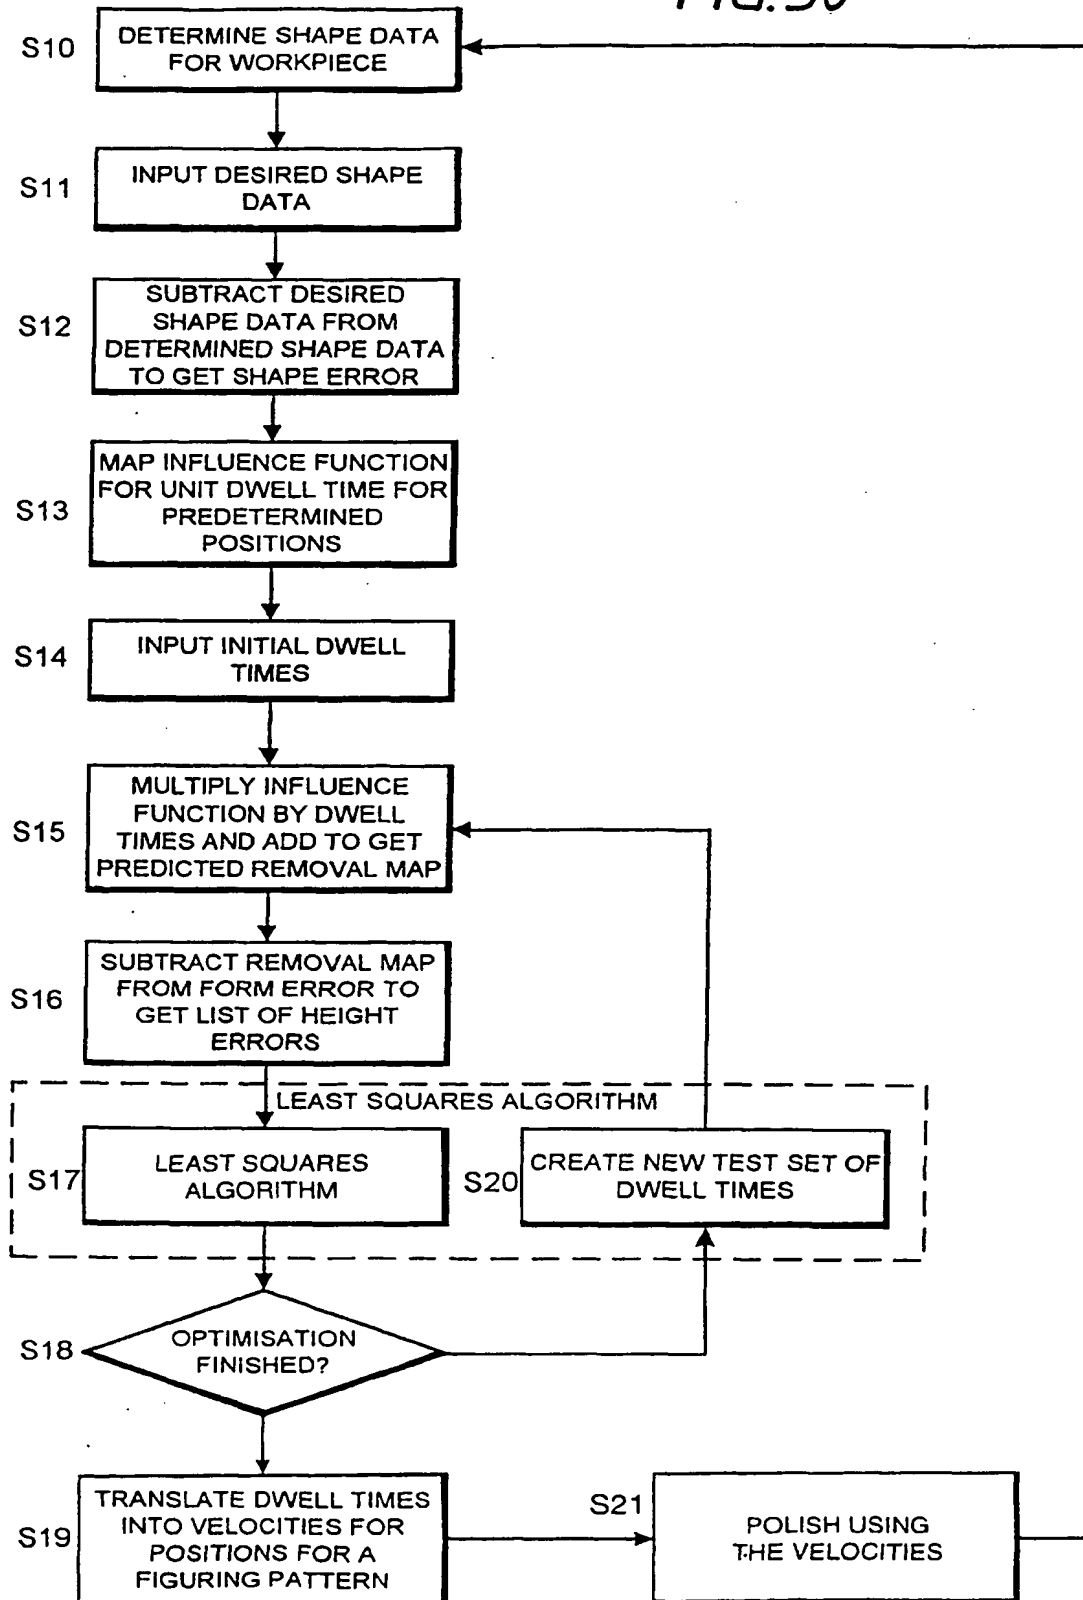 S10
DETERMINE SHAPE DATA
FOR WORKPIECE
S11
INPUT DESIRED SHAPE
DATA
S12
SUBTRACT DESIRED
SHAPE DATA FROM
DETERMINED SHAPE DATA
TO GET SHAPE ERROR
S13
MAP INFLUENCE FUNCTION
FOR UNIT DWELL TIME FOR
PREDETERMINED
POSITIONS
S14
INPUT INITIAL DWELL
TIMES
S15
MULTIPLY INFLUENCE
FUNCTION BY DWELL
TIMES AND ADD TO GET
PREDICTED REMOVAL MAP
S16
SUBTRACT REMOVAL MAP
FROM FORM ERROR TO
GET LIST OF HEIGHT
ERRORS
LEAST SQUARES ALGORITHM
S17
LEAST SQUARES
ALGORITHM
S20
CREATE NEW TEST SET OF
DWELL TIMES
S18
OPTIMISATION
FINISHED?
S19
TRANSLATE DWELL TIMES
INTO VELOCITIES FOR
POSITIONS FOR A
FIGURING PATTERN
S21
POLISH USING
THE VELOCITIES